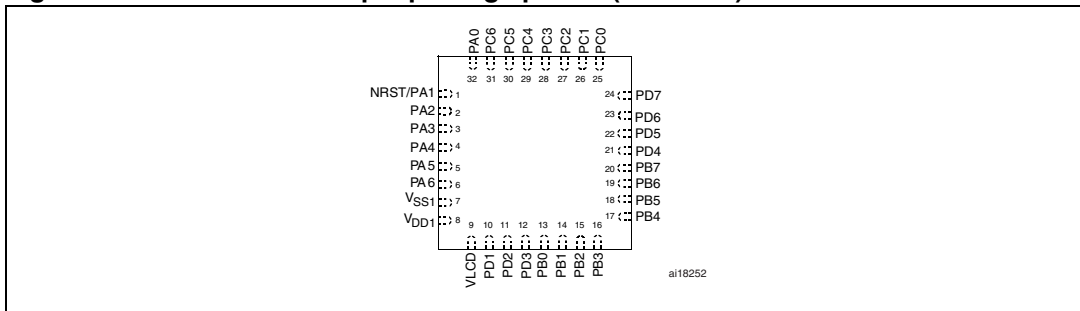 PA0 PC6 PC5 PC4 PC3 PC2 PC1 PC0
32 31 30 29 28 27 26 25
NRST/PA1 1 24 PD7
PA2 2 23 PD6
PA3 3 22 PD5
PA4 4 21 PD4
PA5 5 20 PB7
PA6 6 19 PB6
VSS1 7 18 PB5
VDD1 8 17 PB4
9 10 11 12 13 14 15 16
VLCD PD1 PD2 PD3 PB0 PB1 PB2 PB3
ai18252